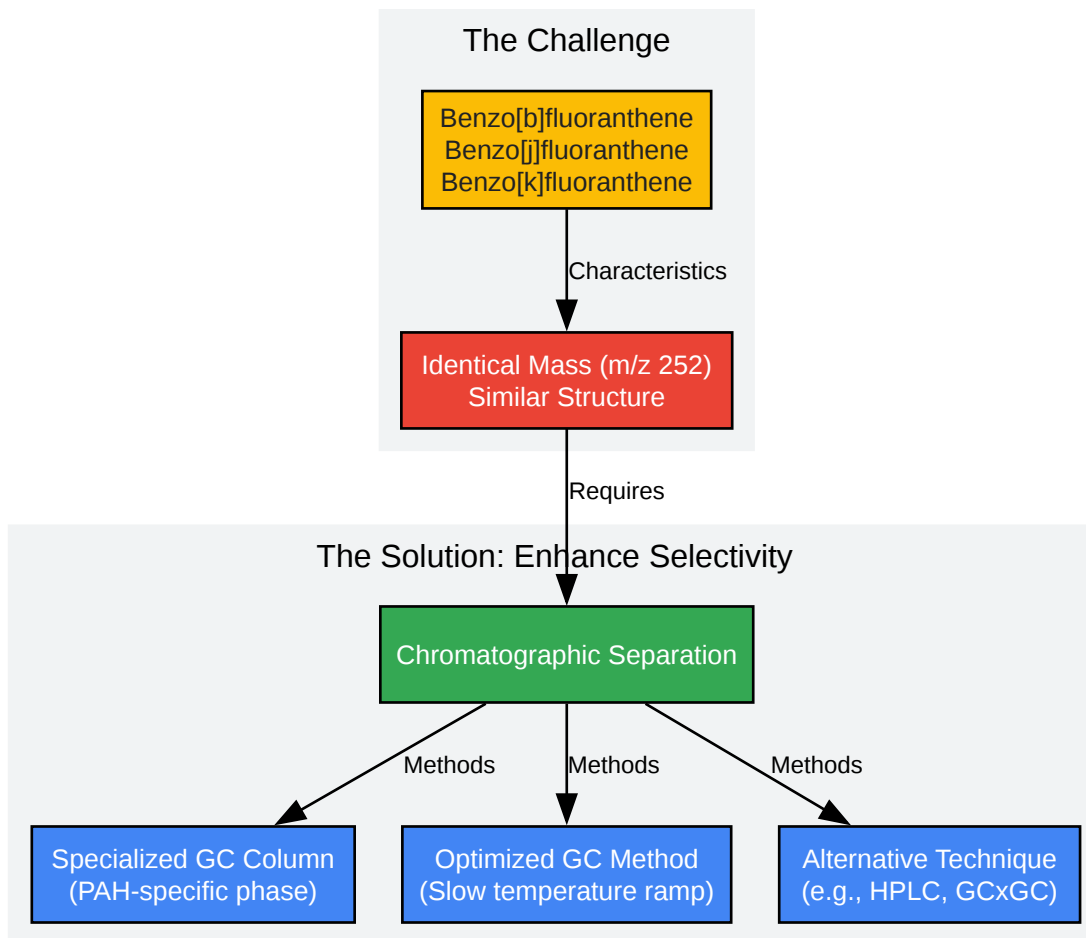 The Challenge
Benzo[b]fluoranthene
Benzo[j]fluoranthene
Benzo[k]fluoranthene
Characteristics
Identical Mass (m/z 252)
Similar Structure
Requires
The Solution: Enhance Selectivity
Chromatographic Separation
Methods
Methods
Methods
Specialized GC Column
(PAH-specific phase)
Optimized GC Method
(Slow temperature ramp)
Alternative Technique
(e.g., HPLC, GCxGC)